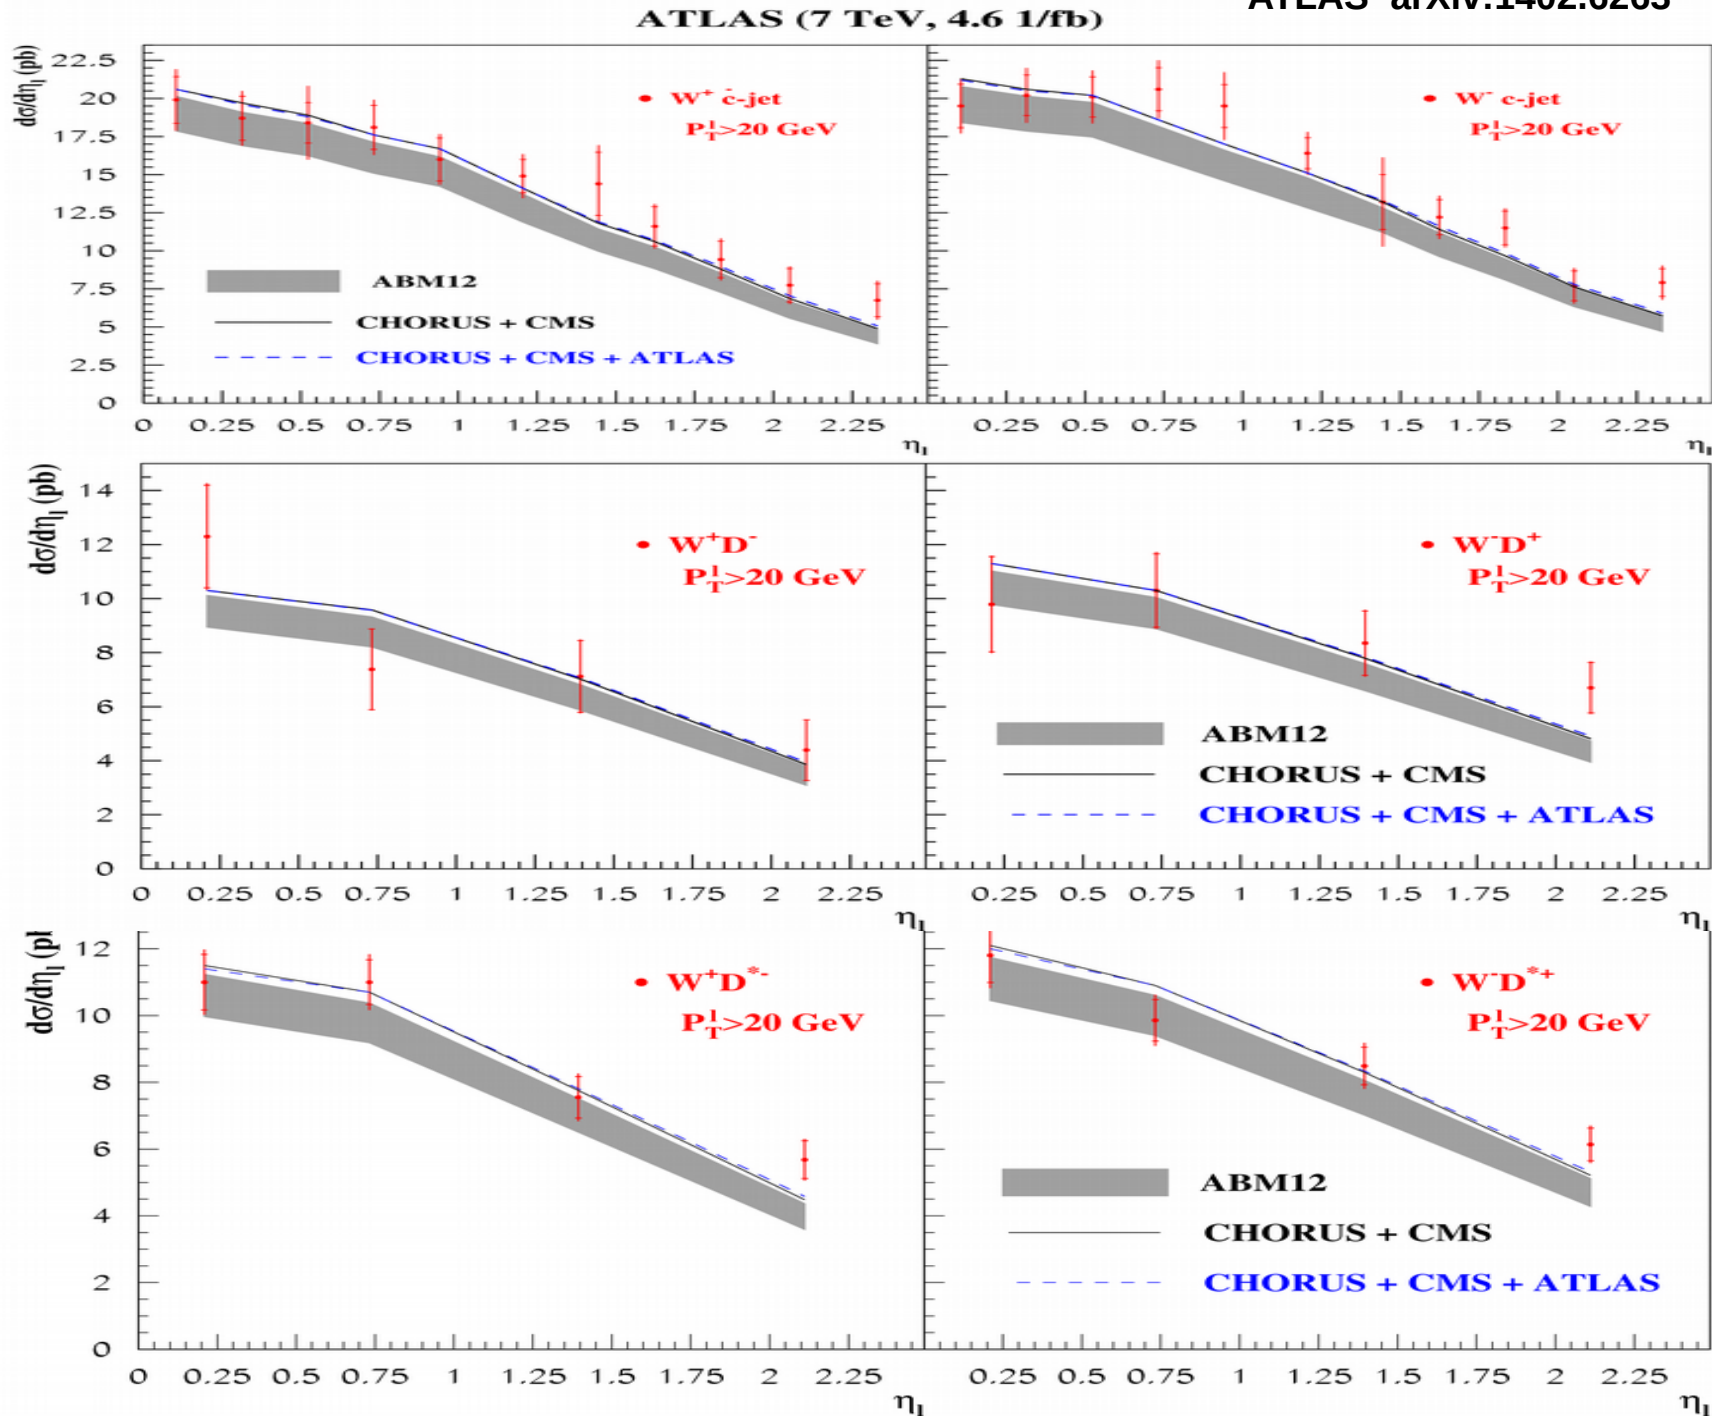 ATLAS arXiv:1402.6263
ATLAS (7 TeV, 4.6 1/fb)
dσ/dη_l (pb)
22.5
20
17.5
15
12.5
10
7.5
5
2.5
0
W⁺ c̄-jet
P_T^l>20 GeV
ABM12
CHORUS + CMS
CHORUS + CMS + ATLAS
W⁻ c-jet
P_T^l>20 GeV
0 0.25 0.5 0.75 1 1.25 1.5 1.75 2 2.25
η_l
0.25 0.5 0.75 1 1.25 1.5 1.75 2 2.25
η_l
dσ/dη_l (pb)
14
12
10
8
6
4
2
0
W⁺D⁻
P_T^l>20 GeV
W⁻D⁺
P_T^l>20 GeV
ABM12
CHORUS + CMS
CHORUS + CMS + ATLAS
0 0.25 0.5 0.75 1 1.25 1.5 1.75 2 2.25
η_l
0.25 0.5 0.75 1 1.25 1.5 1.75 2 2.25
η_l
dσ/dη_l
12
10
8
6
4
2
0
W⁺D*⁻
P_T^l>20 GeV
W⁻D*⁺
P_T^l>20 GeV
ABM12
CHORUS + CMS
CHORUS + CMS + ATLAS
0 0.25 0.5 0.75 1 1.25 1.5 1.75 2 2.25
η_l
0.25 0.5 0.75 1 1.25 1.5 1.75 2 2.25
η_l